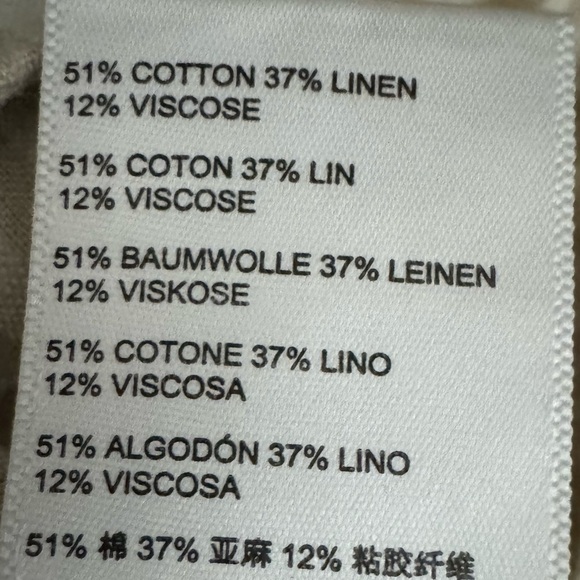 51% COTTON 37% LINEN
12% VISCOSE
51% COTON 37% LIN
12% VISCOSE
51% BAUMWOLLE 37% LEINEN
12% VISKOSE
51% COTONE 37% LINO
12% VISCOSA
51% ALGODÓN 37% LINO
12% VISCOSA
51% 棉 37% 亚麻 12% 粘胶纤维